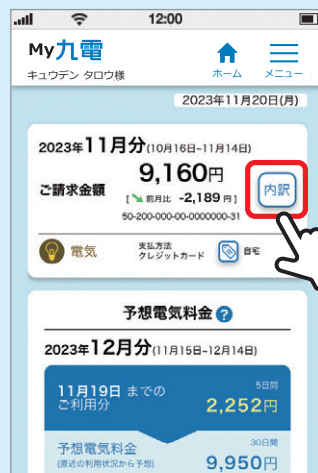 12:00
My九電
キュウデン タロウ様
ホーム
メニュー
2023年11月20日(月)
2023年11月分(10月16日-11月14日)
ご請求金額
9,160円
[前月比 -2,189円]
50-200-000-00-0000000-31
内訳
電気
支払方法
クレジットカード
自宅
予想電気料金?
2023年12月分(11月15日-12月14日)
11月19日 までの
ご利用分
5日間
2,252円
予想電気料金
(直近の利用状況から予想)
30日間
9,950円